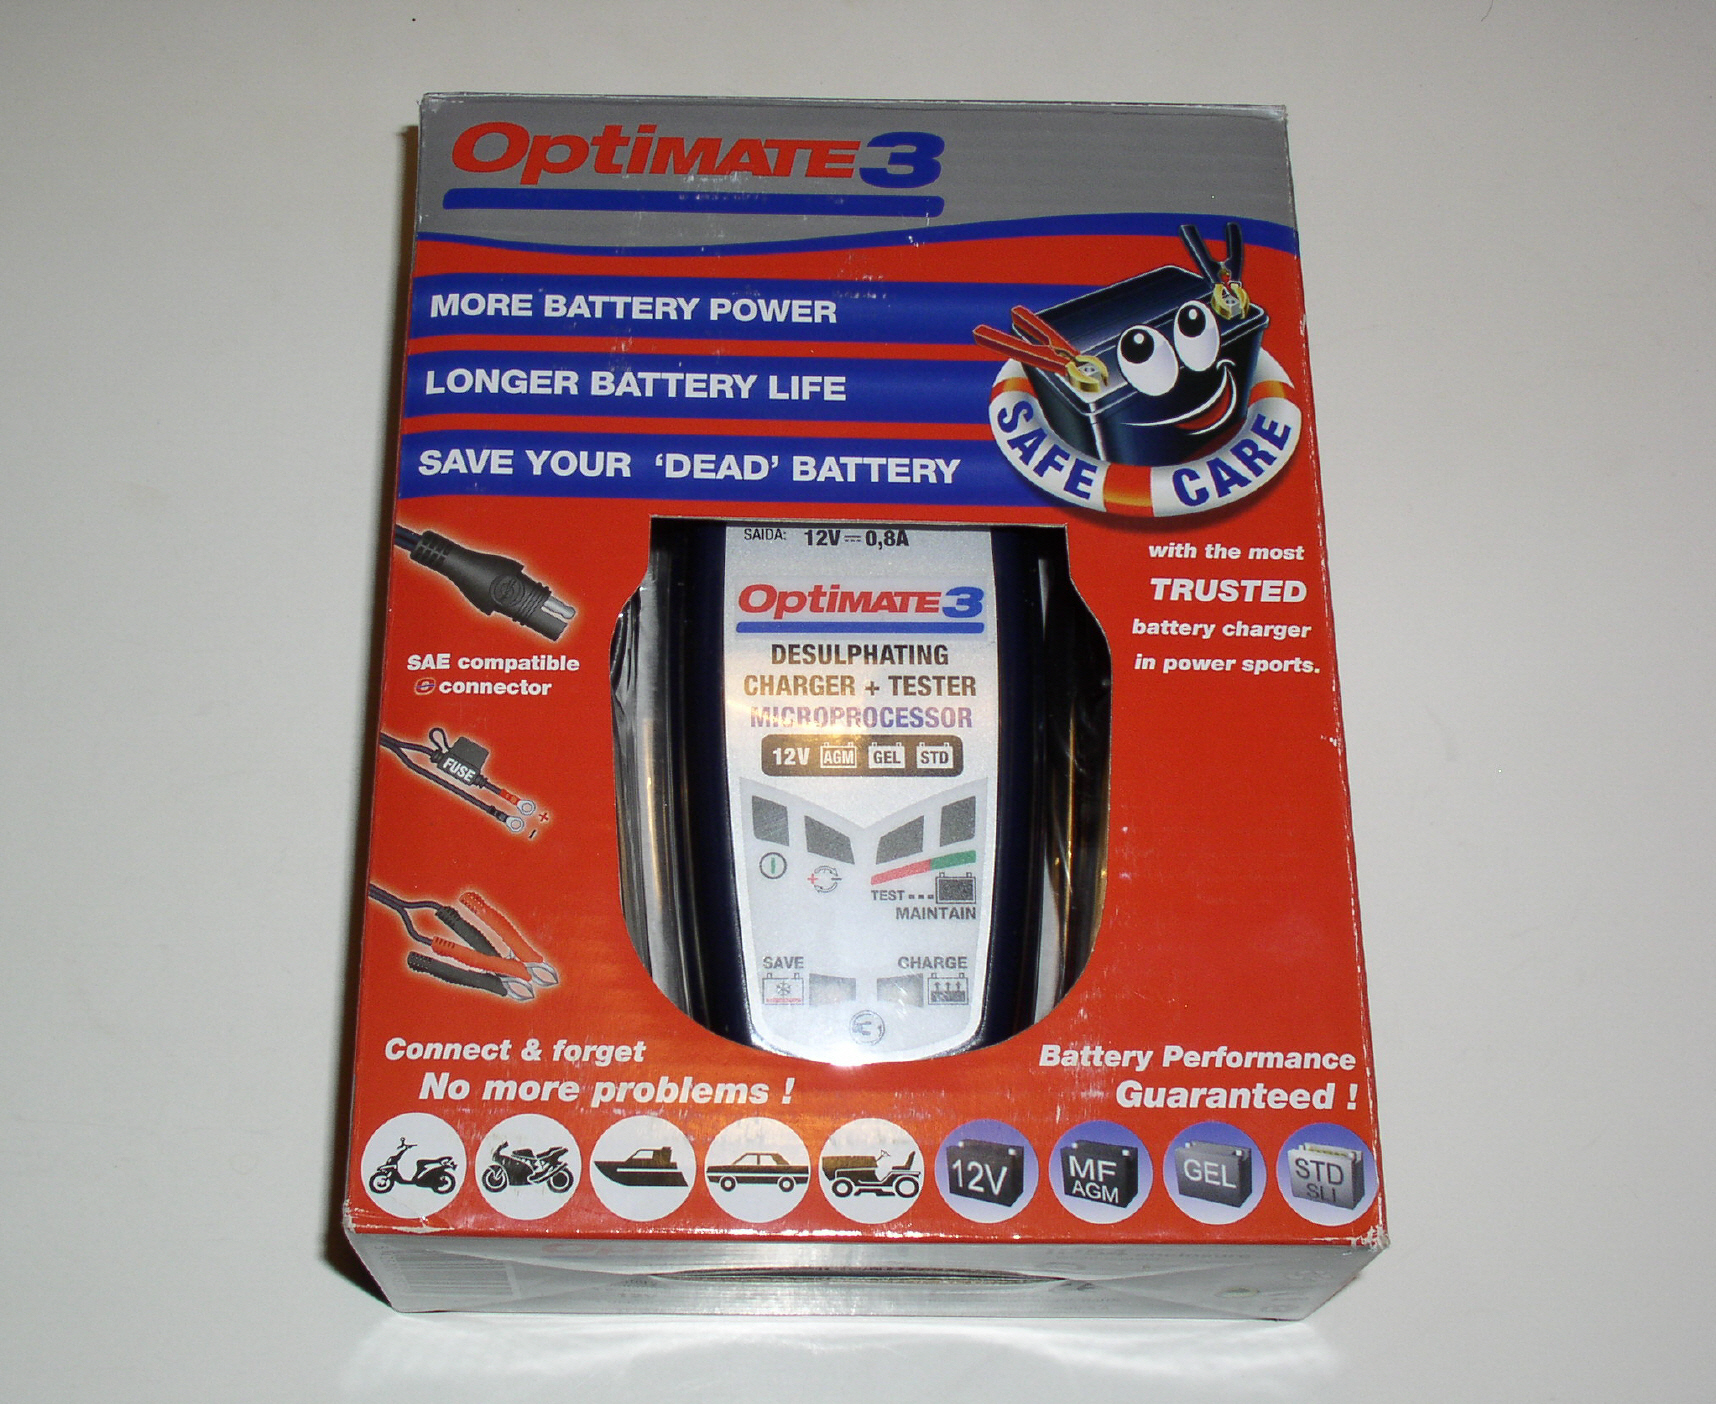 OptiMATE3
MORE BATTERY POWER
LONGER BATTERY LIFE
SAVE YOUR ‘DEAD’ BATTERY
SAFE CARE
with the most
TRUSTED
battery charger
in power sports.
SAE compatible
e connector
FUSE
+
-
SAIDA: 12V 0,8A
OptiMATE3
DESULPHATING
CHARGER + TESTER
MICROPROCESSOR
12V AGM GEL STD
TEST
MAINTAIN
SAVE
CHARGE
3
Connect & forget
No more problems !
Battery Performance
Guaranteed !
12V
MF
AGM
GEL
STD
SLI